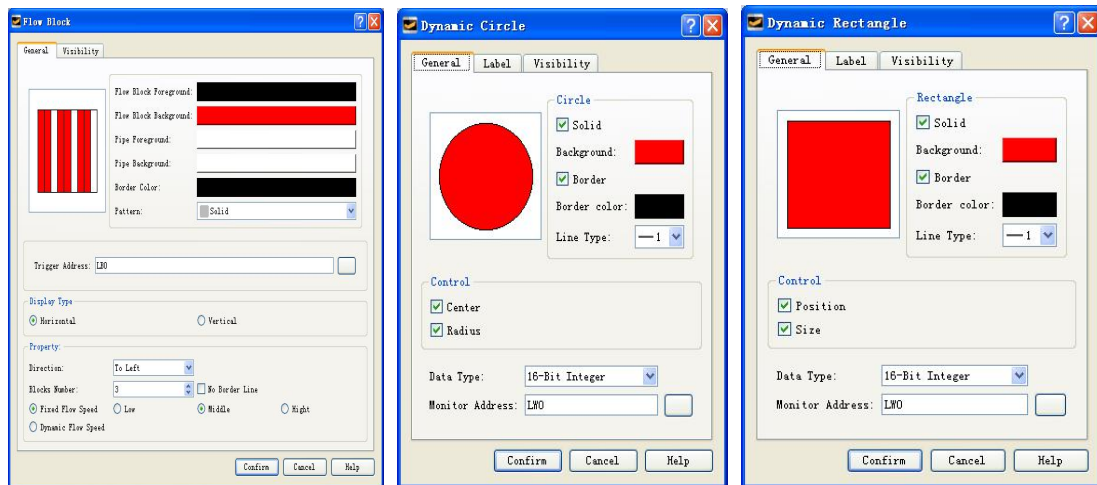 Flow Block
General Visibility
Flow Block Foreground:
Flow Block Background:
Pipe Foreground:
Pipe Background:
Border Color:
Pattern: Solid
Trigger Address: LB0
Display Type
Horizontal Vertical
Property:
Direction: To Left
Blocks Number: 3 No Border Line
Fixed Flow Speed Low Middle Hight
Dynamic Flow Speed
Confirm Cancel Help
Dynamic Circle
General Label Visibility
Circle
Solid
Background:
Border
Border color:
Line Type: 1
Control
Center
Radius
Data Type: 16-Bit Integer
Monitor Address: LW0
Confirm Cancel Help
Dynamic Rectangle
General Label Visibility
Rectangle
Solid
Background:
Border
Border color:
Line Type: 1
Control
Position
Size
Data Type: 16-Bit Integer
Monitor Address: LW0
Confirm Cancel Help